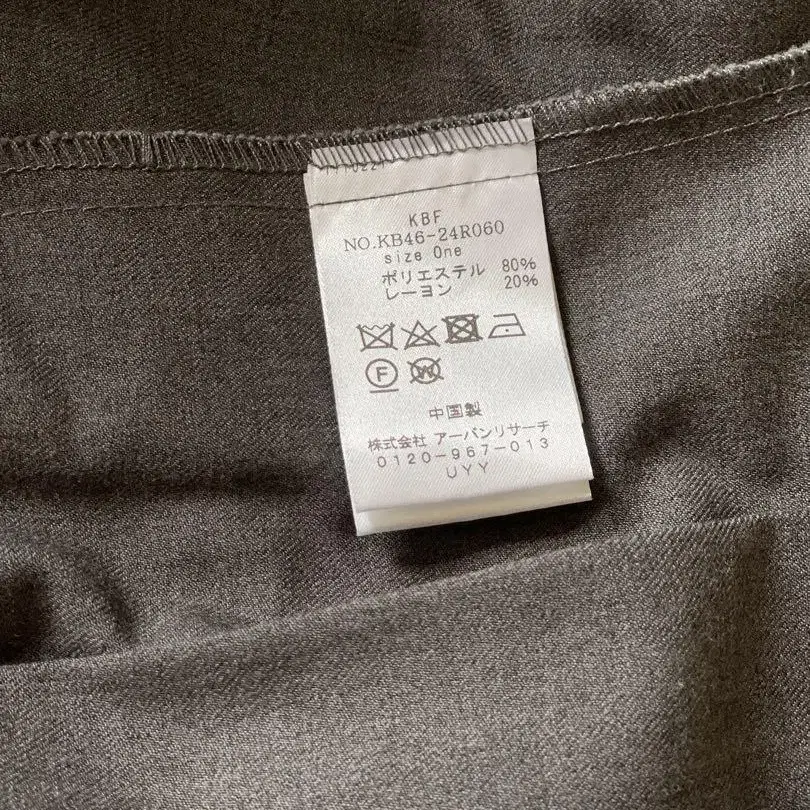 KBF
NO.KB46-24R060
size One
ポリエステル 80%
レーヨン 20%
F W
中国製
株式会社 アーバンリサーチ
0120-967-013
UYY